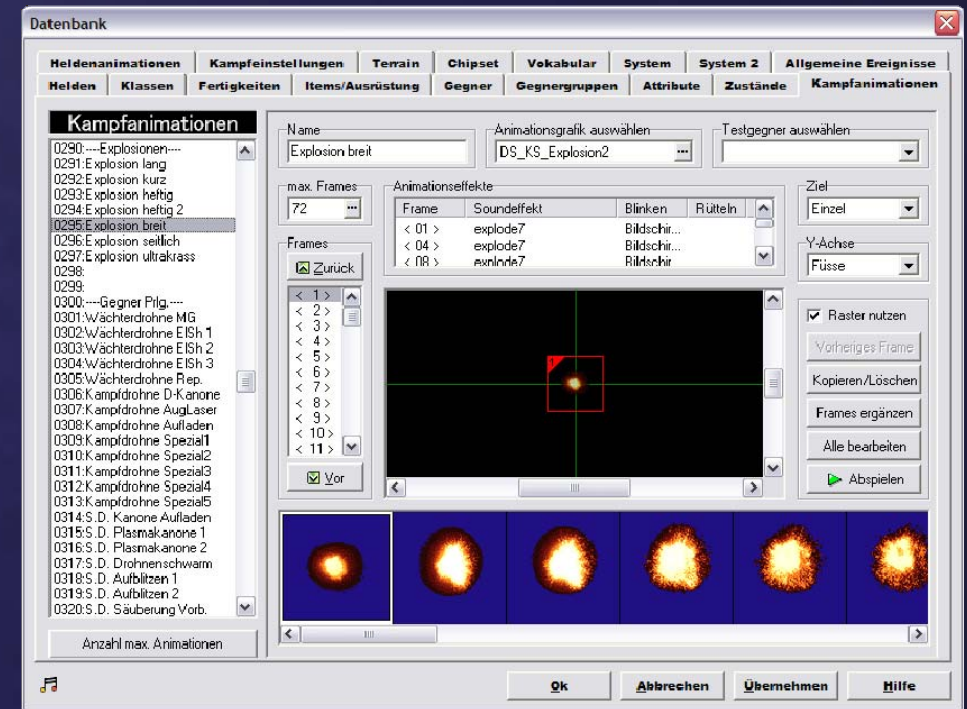 Datenbank
Heldenanimationen Kampfeinstellungen Terrain Chipset Vokabular System System 2 Allgemeine Ereignisse
Helden Klassen Fertigkeiten Items/Ausrüstung Gegner Gegnergruppen Attribute Zustände Kampfanimationen
Kampfanimationen
0290:----Explosionen----
0291:Explosion lang
0292:Explosion kurz
0293:Explosion heftig
0294:Explosion heftig 2
0295:Explosion breit
0296:Explosion seitlich
0297:Explosion ultrakrass
0298:
0299:
0300:----Gegner Prlg.----
0301:Wächterdrohne MG
0302:Wächterdrohne ElSh 1
0303:Wächterdrohne ElSh 2
0304:Wächterdrohne ElSh 3
0305:Wächterdrohne Rep.
0306:Kampfdrohne D-Kanone
0307:Kampfdrohne AugLaser
0308:Kampfdrohne Aufladen
0309:Kampfdrohne Spezial1
0310:Kampfdrohne Spezial2
0311:Kampfdrohne Spezial3
0312:Kampfdrohne Spezial4
0313:Kampfdrohne Spezial5
0314:S.D. Kanone Aufladen
0315:S.D. Plasmakanone 1
0316:S.D. Plasmakanone 2
0317:S.D. Drohnenschwarm
0318:S.D. Aufblitzen 1
0319:S.D. Aufblitzen 2
0320:S.D. Säuberung Vorb.
Anzahl max. Animationen
Name
Explosion breit
Animationsgrafik auswählen
DS_KS_Explosion2 ...
Testgegner auswählen
max. Frames
72 ...
Animationseffekte
Frame Soundeffekt Blinken Rütteln
< 01 > explode7 Bildschir...
< 04 > explode7 Bildschir...
< 08 > explode7 Bildschir
Ziel
Einzel
Y-Achse
Füsse
Frames
Zurück
< 1 >
< 2 >
< 3 >
< 4 >
< 5 >
< 6 >
< 7 >
< 8 >
< 9 >
< 10 >
< 11 >
Vor
1
Raster nutzen
Vorheriges Frame
Kopieren/Löschen
Frames ergänzen
Alle bearbeiten
Abspielen
Ok Abbrechen Übernehmen Hilfe